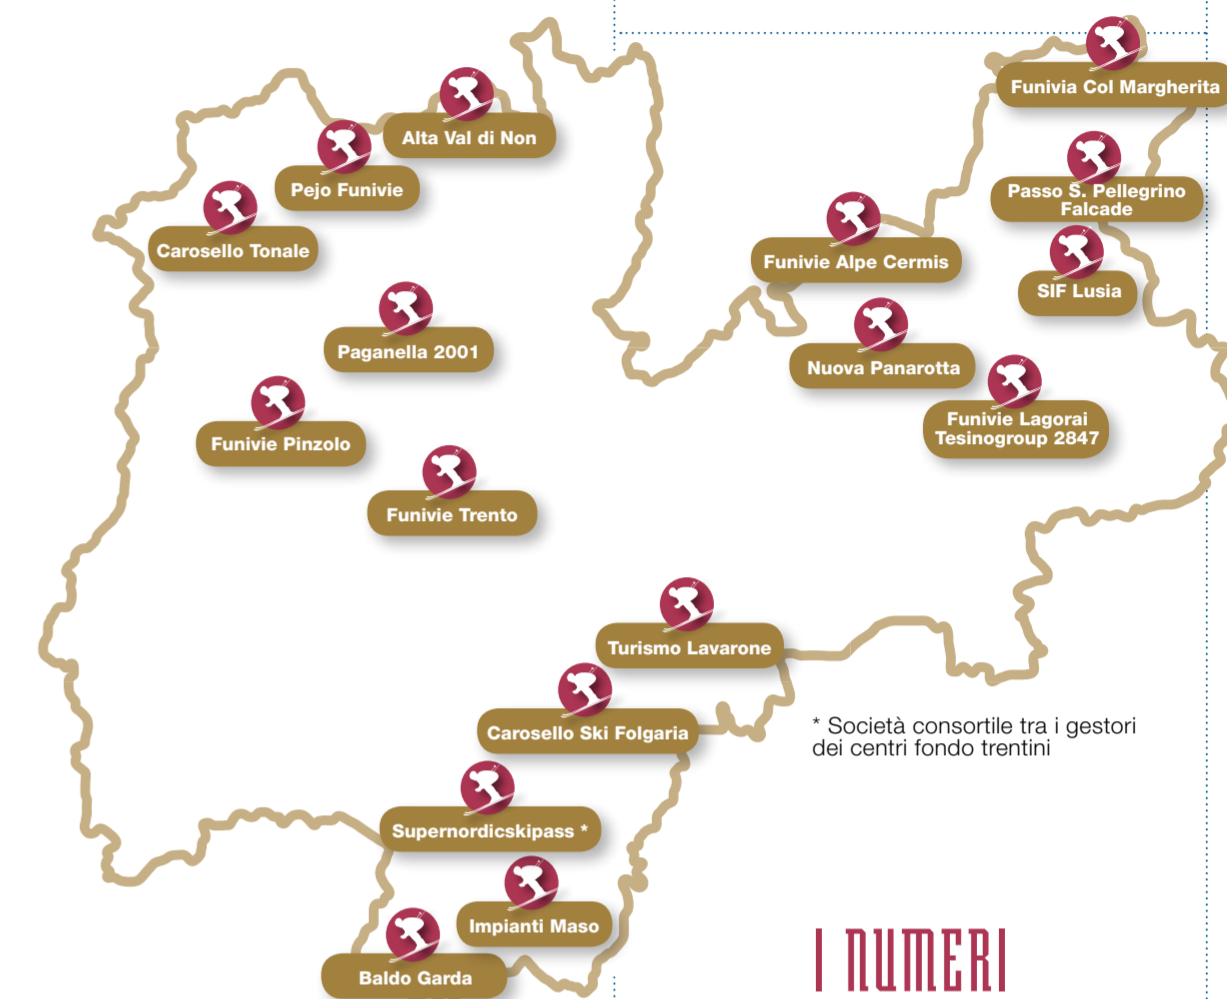 Funivia Col Margherita
Alta Val di Non
Pejo Funivie
Passo S. Pellegrino
Falcade
Carosello Tonale
Funivie Alpe Cermis
SIF Lusia
Paganella 2001
Nuova Panarotta
Funivie Lagorai
Tesinogroup 2847
Funivie Pinzolo
Funivie Trento
Turismo Lavarone
Carosello Ski Folgaria
* Società consortile tra i gestori
dei centri fondo trentini
Supernordicskipass *
Impianti Maso
Baldo Garda
I NUMERI